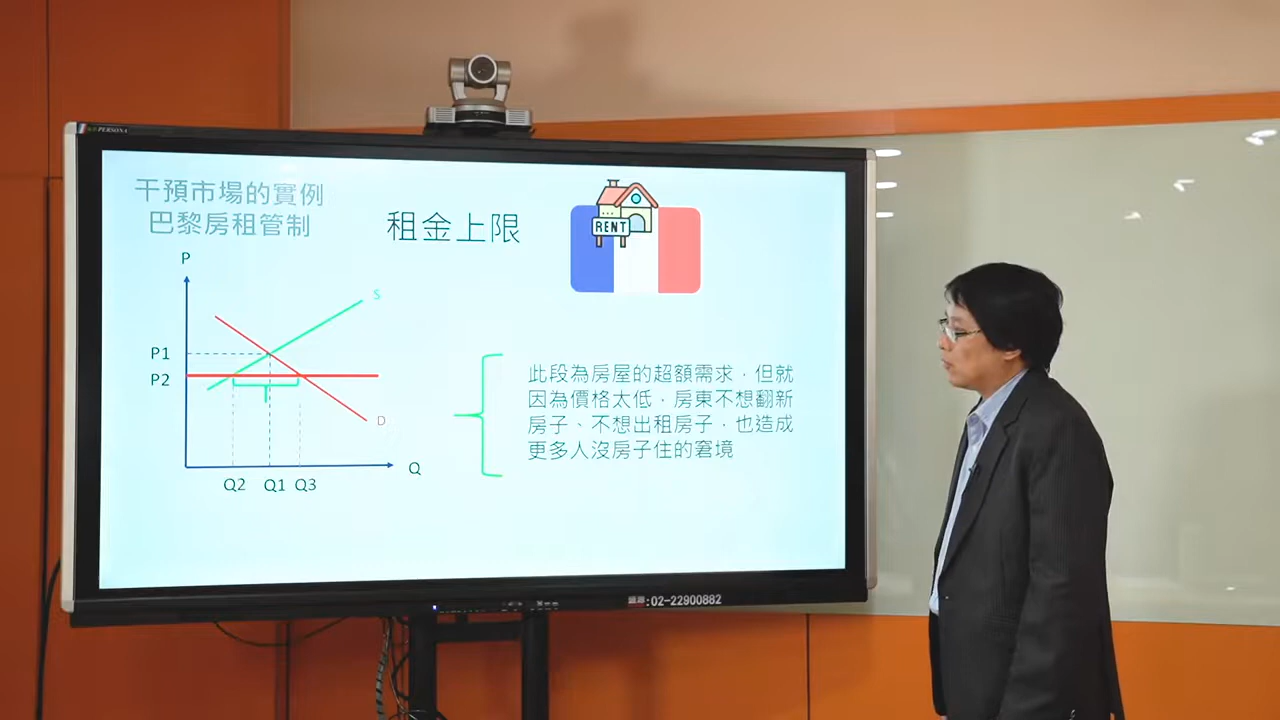 PERSONA
干預市場的實例
巴黎房租管制
租金上限
RENT
P
S
P1
P2
D
Q
Q2 Q1 Q3
此段為房屋的超額需求，但就
因為價格太低，房東不想翻新
房子、不想出租房子，也造成
更多人沒房子住的窘境
:02-22900882